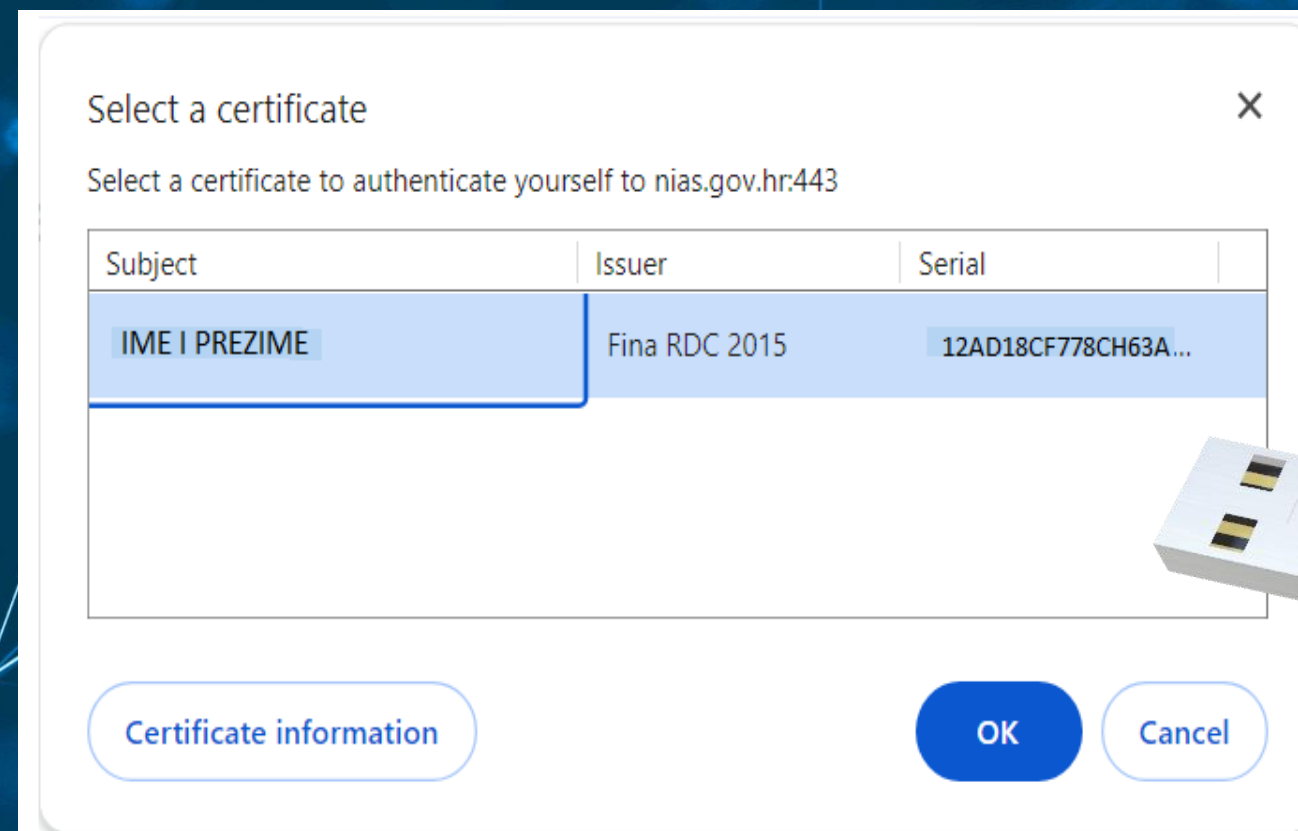 Select a certificate
Select a certificate to authenticate yourself to nias.gov.hr:443
Subject Issuer Serial
IME I PREZIME Fina RDC 2015 12AD18CF778CH63A...
Certificate information OK Cancel